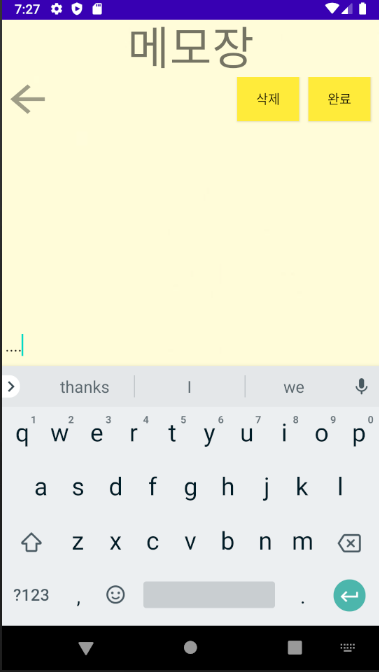 7:27
메모장
삭제 완료
....
thanks I we
1 2 3 4 5 6 7 8 9 0
q w e r t y u i o p
a s d f g h j k l
z x c v b n m
?123 , .